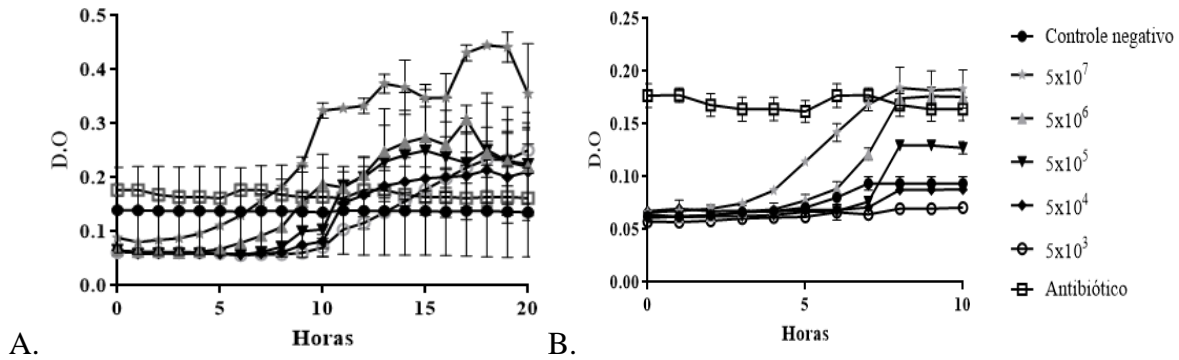 0.5
0.4
0.3
0.2
0.1
0.0
D.O
0
5
10
15
20
Horas
A.
0.25
0.20
0.15
0.10
0.05
0.00
D.O
0
5
10
Horas
B.
Controle negativo
5x10⁷
5x10⁶
5x10⁵
5x10⁴
5x10³
Antibiótico